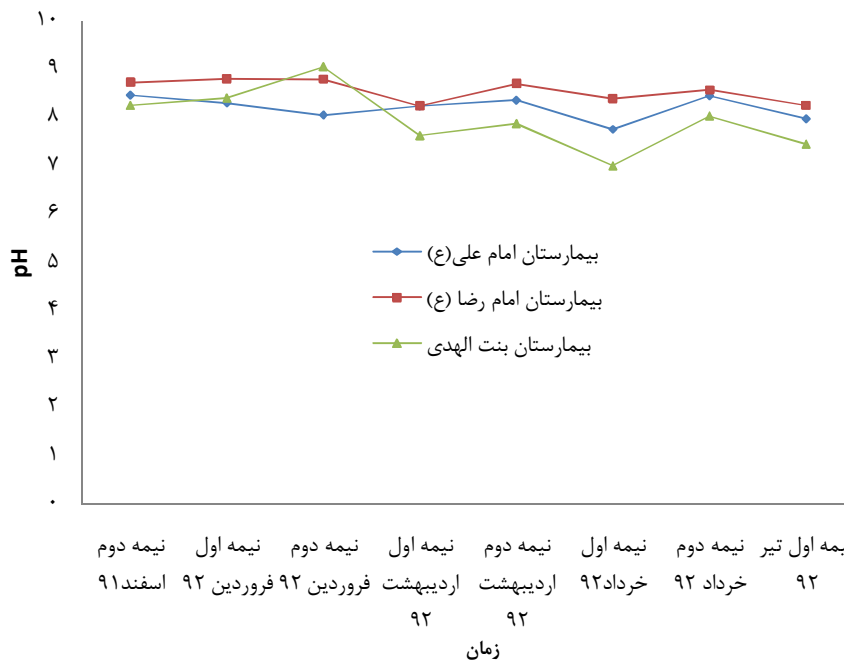 ۱۰
۹
۸
۷
۶
۵
۴
۳
۲
۱
۰
pH
بیمارستان امام علی(ع)
بیمارستان امام رضا (ع)
بیمارستان بنت الهدی
نیمه دوم
اسفند۹۱
نیمه اول
فروردین ۹۲
نیمه دوم
فروردین ۹۲
نیمه اول
اردیبهشت
۹۲
نیمه دوم
اردیبهشت
۹۲
نیمه اول
خرداد۹۲
نیمه دوم
خرداد ۹۲
یمه اول تیر
۹۲
زمان